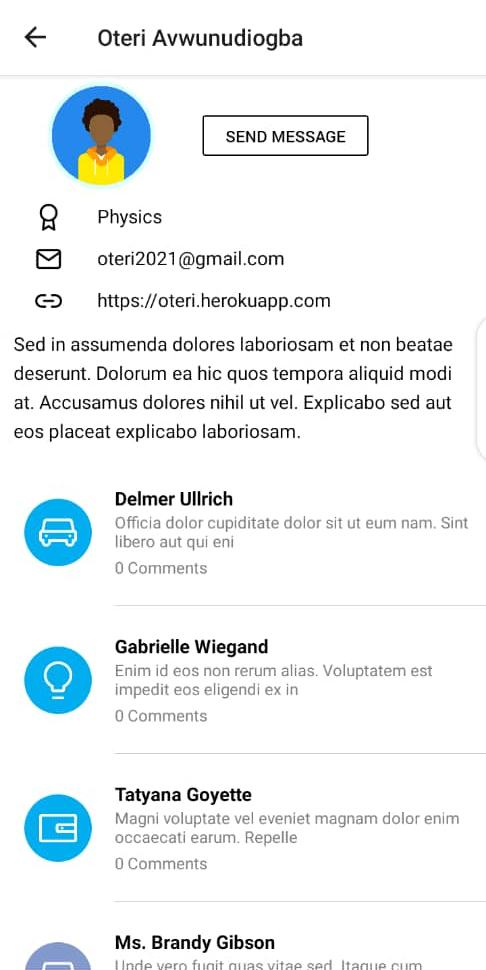 Oteri Avwunudiogba
SEND MESSAGE
Physics
oteri2021@gmail.com
https://oteri.herokuapp.com
Sed in assumenda dolores laboriosam et non beatae
deserunt. Dolorum ea hic quos tempora aliquid modi
at. Accusamus dolores nihil ut vel. Explicabo sed aut
eos placeat explicabo laboriosam.
Delmer Ullrich
Officia dolor cupiditate dolor sit ut eum nam. Sint
libero aut qui eni
0 Comments
Gabrielle Wiegand
Enim id eos non rerum alias. Voluptatem est
impedit eos eligendi ex in
0 Comments
Tatyana Goyette
Magni voluptate vel eveniet magnam dolor enim
occaecati earum. Repelle
0 Comments
Ms. Brandy Gibson
Unde vero fugit quas vitae sed. Itaque cum